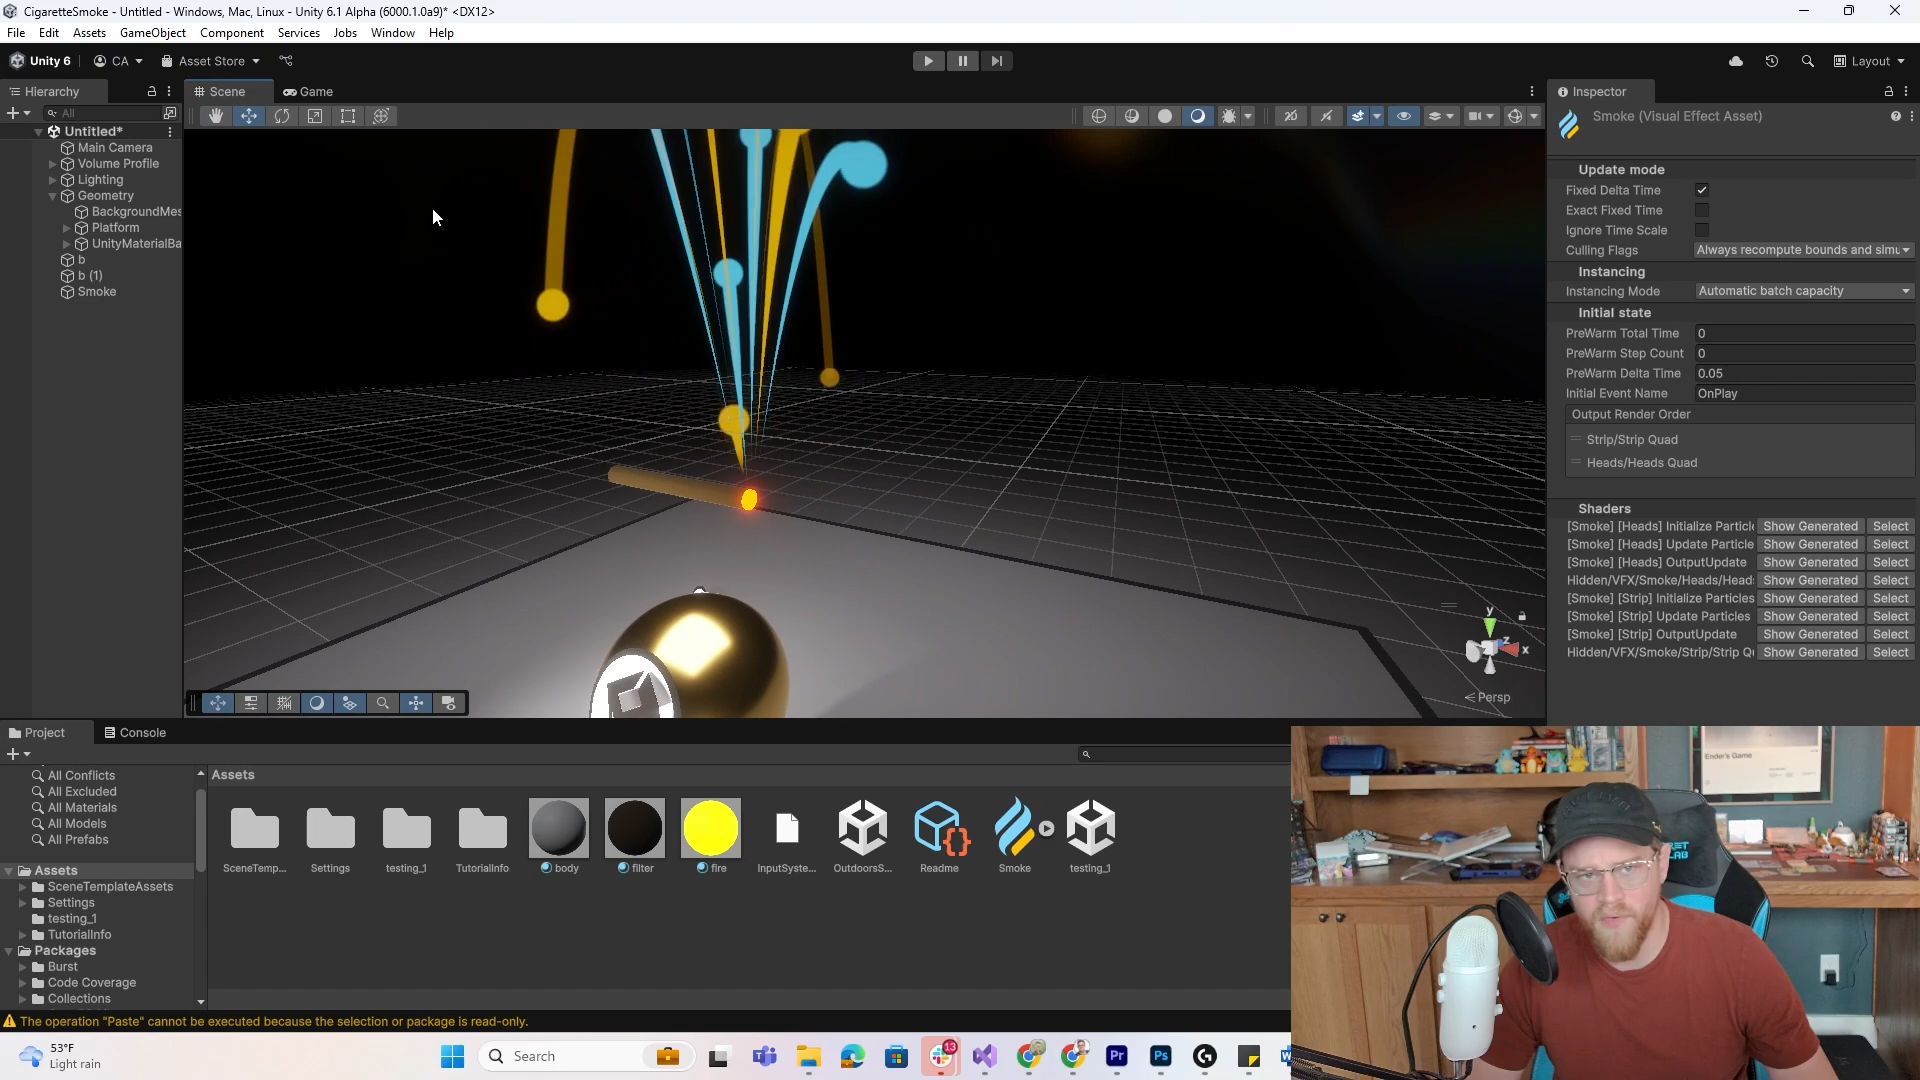 CigaretteSmoke - Untitled - Windows, Mac, Linux - Unity 6.1 Alpha (6000.1.0a9)* <DX12>
File Edit Assets GameObject Component Services Jobs Window Help
Unity 6 CA Asset Store Layout
Hierarchy Scene Game Inspector
All
Untitled*
Main Camera
Volume Profile
Lighting
Geometry
BackgroundMes
Platform
UnityMaterialBa
b
b (1)
Smoke
2D
y
z
x
Persp
Smoke (Visual Effect Asset)
Update mode
Fixed Delta Time
Exact Fixed Time
Ignore Time Scale
Culling Flags Always recompute bounds and simu
Instancing
Instancing Mode Automatic batch capacity
Initial state
PreWarm Total Time 0
PreWarm Step Count 0
PreWarm Delta Time 0.05
Initial Event Name OnPlay
Output Render Order
Strip/Strip Quad
Heads/Heads Quad
Shaders
[Smoke] [Heads] Initialize Particle Show Generated Select
[Smoke] [Heads] Update Particle Show Generated Select
[Smoke] [Heads] OutputUpdate Show Generated Select
Hidden/VFX/Smoke/Heads/Head Show Generated Select
[Smoke] [Strip] Initialize Particles Show Generated Select
[Smoke] [Strip] Update Particles Show Generated Select
[Smoke] [Strip] OutputUpdate Show Generated Select
Hidden/VFX/Smoke/Strip/Strip Q Show Generated Select
Project Console
All Conflicts
All Excluded
All Materials
All Models
All Prefabs
Assets
SceneTemplateAssets
Settings
testing_1
TutorialInfo
Packages
Burst
Code Coverage
Collections
Assets
SceneTemp... Settings testing_1 TutorialInfo body filter fire InputSyste... OutdoorsS... Readme Smoke testing_1
The operation "Paste" cannot be executed because the selection or package is read-only.
Ender's Game
53°F
Light rain
Search
13
Pr
Ps